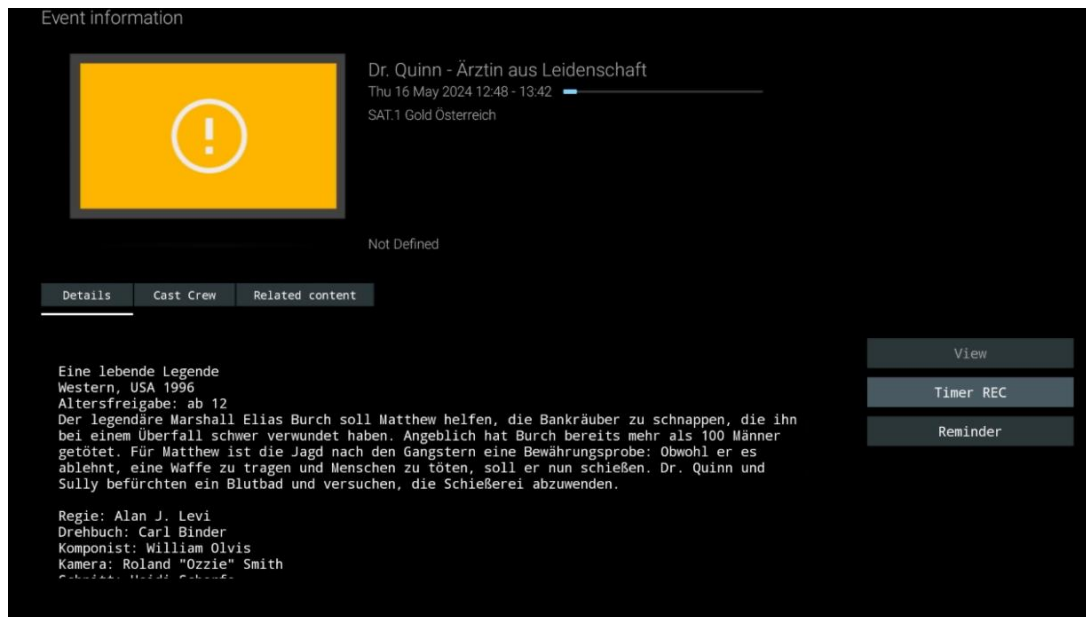 Event information
Dr. Quinn - Ärztin aus Leidenschaft
Thu 16 May 2024 12:48 - 13:42
SAT.1 Gold Österreich
Not Defined
Details
Cast Crew
Related content
View
Timer REC
Reminder
Eine lebende Legende
Western, USA 1996
Altersfreigabe: ab 12
Der legendäre Marshall Elias Burch soll Matthew helfen, die Bankräuber zu schnappen, die ihn
bei einem Überfall schwer verwundet haben. Angeblich hat Burch bereits mehr als 100 Männer
getötet. Für Matthew ist die Jagd nach den Gangstern eine Bewährungsprobe: Obwohl er es
ablehnt, eine Waffe zu tragen und Menschen zu töten, soll er nun schießen. Dr. Quinn und
Sully befürchten ein Blutbad und versuchen, die Schießerei abzuwenden.
Regie: Alan J. Levi
Drehbuch: Carl Binder
Komponist: William Olvis
Kamera: Roland "Ozzie" Smith